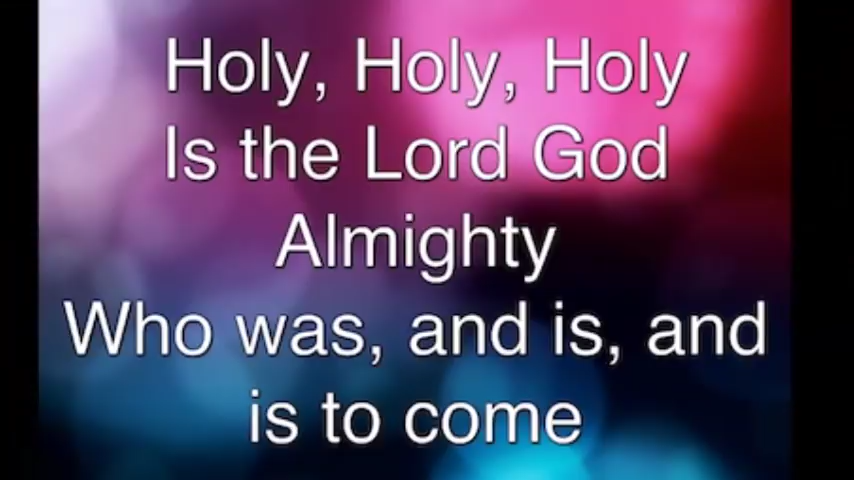 Holy, Holy, Holy
Is the Lord God
Almighty
Who was, and is, and
is to come